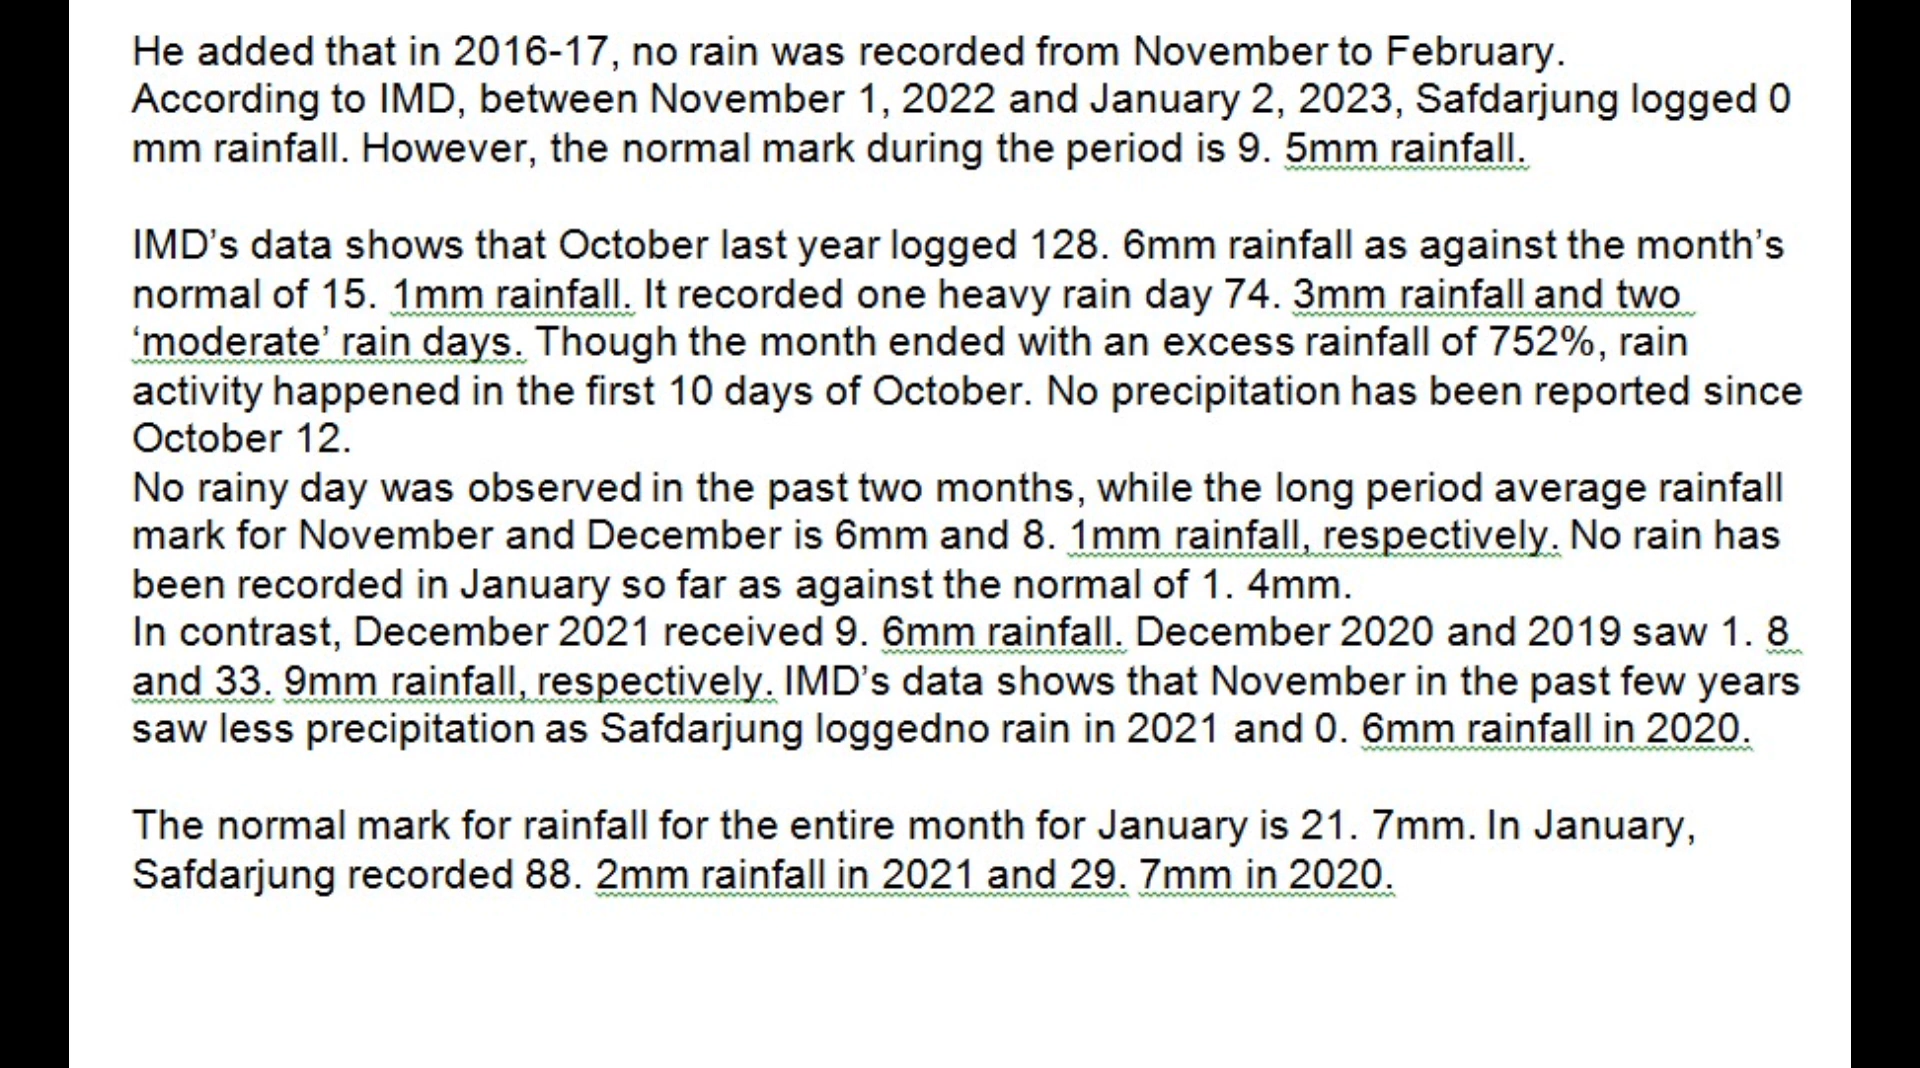 He added that in 2016-17, no rain was recorded from November to February.
According to IMD, between November 1, 2022 and January 2, 2023, Safdarjung logged 0
mm rainfall. However, the normal mark during the period is 9. 5mm rainfall.
IMD’s data shows that October last year logged 128. 6mm rainfall as against the month’s
normal of 15. 1mm rainfall. It recorded one heavy rain day 74. 3mm rainfall and two
‘moderate’ rain days. Though the month ended with an excess rainfall of 752%, rain
activity happened in the first 10 days of October. No precipitation has been reported since
October 12.
No rainy day was observed in the past two months, while the long period average rainfall
mark for November and December is 6mm and 8. 1mm rainfall, respectively. No rain has
been recorded in January so far as against the normal of 1. 4mm.
In contrast, December 2021 received 9. 6mm rainfall. December 2020 and 2019 saw 1. 8
and 33. 9mm rainfall, respectively. IMD’s data shows that November in the past few years
saw less precipitation as Safdarjung loggedno rain in 2021 and 0. 6mm rainfall in 2020.
The normal mark for rainfall for the entire month for January is 21. 7mm. In January,
Safdarjung recorded 88. 2mm rainfall in 2021 and 29. 7mm in 2020.